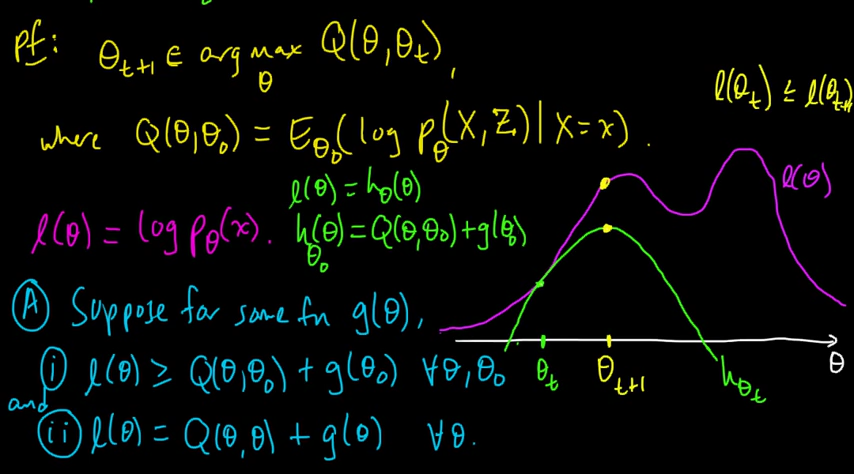 pf: θ_{t+1} ∈ arg max_θ Q(θ, θ_t),
l(θ_t) ≤ l(θ_{t+1})
where Q(θ, θ_0) = E_{θ_0}(log p_θ(X, Z) | X = x).
l(θ) = h_θ(θ)
l(θ)
l(θ) = log p_θ(x). h_{θ_0}(θ) = Q(θ, θ_0) + g(θ_0)
Ⓐ Suppose for some fn g(θ),
ⓘ l(θ) ≥ Q(θ, θ_0) + g(θ_0) ∀θ, θ_0
θ_t θ_{t+1} h_{θ_t} θ
and
ⓘⓘ l(θ) = Q(θ, θ) + g(θ) ∀θ.